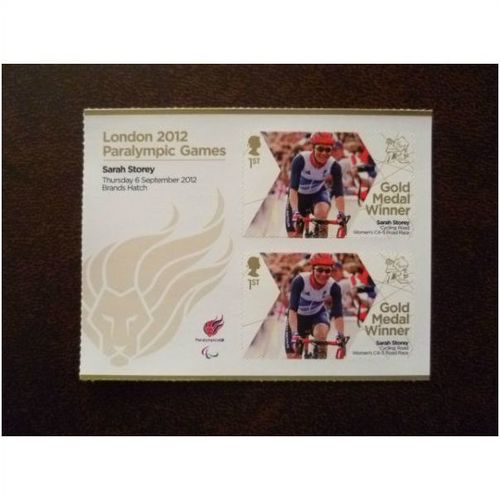 London 2012
Paralympic Games
Sarah Storey
Thursday 6 September 2012
Brands Hatch
ParalympicsGB
1ST
Gold
Medal
Winner
Sarah Storey
Cycling Road
Women's C4-5 Road Race
1ST
Gold
Medal
Winner
Sarah Storey
Cycling Road
Women's C4-5 Road Race